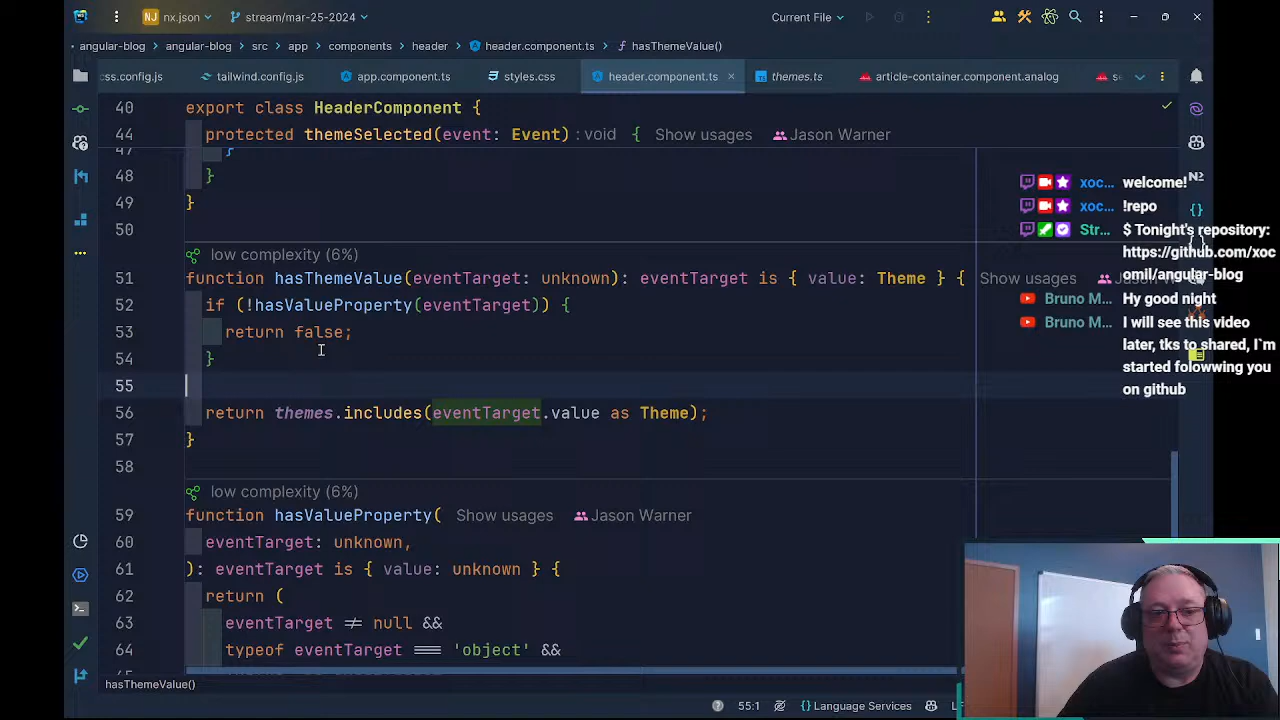 NJ nx.json
stream/mar-25-2024
Current File
angular-blog > angular-blog > src > app > components > header > header.component.ts > hasThemeValue()
css.config.js
tailwind.config.js
app.component.ts
styles.css
header.component.ts
themes.ts
article-container.component.analog
40 export class HeaderComponent {
44 protected themeSelected(event: Event) : void { Show usages Jason Warner
47 }
48 }
49 }
50
low complexity (6%)
51 function hasThemeValue(eventTarget: unknown): eventTarget is { value: Theme } { Show usages
52 if (!hasValueProperty(eventTarget)) {
53 return false;
54 }
55
56 return themes.includes(eventTarget.value as Theme);
57 }
58
low complexity (6%)
59 function hasValueProperty( Show usages Jason Warner
60 eventTarget: unknown,
61 ): eventTarget is { value: unknown } {
62 return (
63 eventTarget ≠ null &&
64 typeof eventTarget === 'object' &&
hasThemeValue()
55:1
{} Language Services
xoc... welcome!
xoc... !repo
Str... $ Tonight's repository:
https://github.com/xoc
omil/angular-blog
Bruno M... Hy good night
Bruno M... I will see this video
later, tks to shared, I`m
started folowwing you
on github